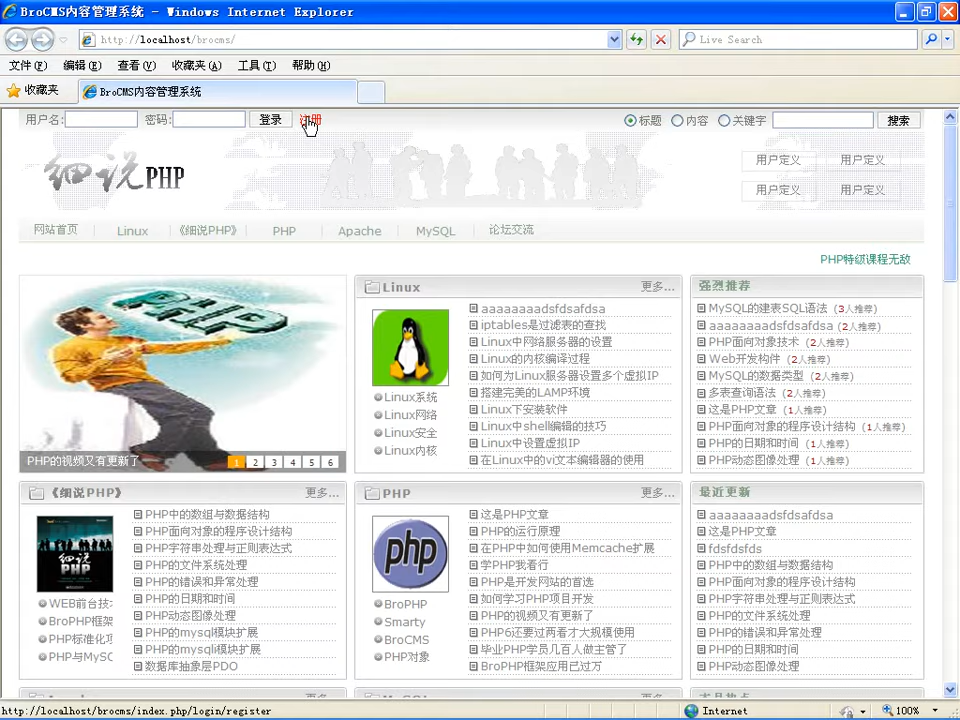 BroCMS内容管理系统 - Windows Internet Explorer
http://localhost/brocms/
Live Search
文件(F) 编辑(E) 查看(V) 收藏夹(A) 工具(T) 帮助(H)
收藏夹 BroCMS内容管理系统
用户名: 密码: 登录 注册 标题 内容 关键字 搜索
细说PHP
用户定义 用户定义
用户定义 用户定义
网站首页 Linux 《细说PHP》 PHP Apache MySQL 论坛交流
PHP特级课程无敌
PHP
PHP的视频又有更新了 1 2 3 4 5 6
Linux 更多...
Linux系统
Linux网络
Linux安全
Linux内核
aaaaaaaadsfdsafdsa
iptables是过滤表的查找
Linux中网络服务器的设置
Linux的内核编译过程
如何为Linux服务器设置多个虚拟IP
搭建完美的LAMP环境
Linux下安装软件
Linux中shell编辑的技巧
Linux中设置虚拟IP
在Linux中的vi文本编辑器的使用
强烈推荐
MySQL的建表SQL语法 (3人推荐)
aaaaaaaadsfdsafdsa (2人推荐)
PHP面向对象技术 (2人推荐)
Web开发构件 (2人推荐)
MySQL的数据类型 (2人推荐)
多表查询语法 (2人推荐)
这是PHP文章 (1人推荐)
PHP面向对象的程序设计结构 (1人推荐)
PHP的日期和时间 (1人推荐)
PHP动态图像处理 (1人推荐)
《细说PHP》 更多...
细说
PHP
WEB前台技
BroPHP框架
PHP标准化
PHP与MySC
PHP中的数组与数据结构
PHP面向对象的程序设计结构
PHP字符串处理与正则表达式
PHP的文件系统处理
PHP的错误和异常处理
PHP的日期和时间
PHP动态图像处理
PHP的mysql模块扩展
PHP的mysqli模块扩展
数据库抽象层PDO
PHP 更多...
php
BroPHP
Smarty
BroCMS
PHP对象
这是PHP文章
PHP的运行原理
在PHP中如何使用Memcache扩展
学PHP我看行
PHP是开发网站的首选
如何学习PHP项目开发
PHP的视频又有更新了
PHP6还要过两看才大规模使用
毕业PHP学员几百人做主管了
BroPHP框架应用已过万
最近更新
aaaaaaaadsfdsafdsa
这是PHP文章
fdsfdsfds
PHP中的数组与数据结构
PHP面向对象的程序设计结构
PHP字符串处理与正则表达式
PHP的文件系统处理
PHP的错误和异常处理
PHP的日期和时间
PHP动态图像处理
http://localhost/brocms/index.php/login/register Internet 100%